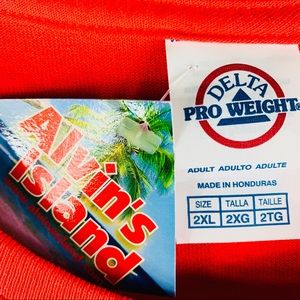 Alvin's
Island
DELTA
PRO WEIGHT®
ADULT ADULTO ADULTE
MADE IN HONDURAS
SIZE TALLA TAILLE
2XL 2XG 2TG